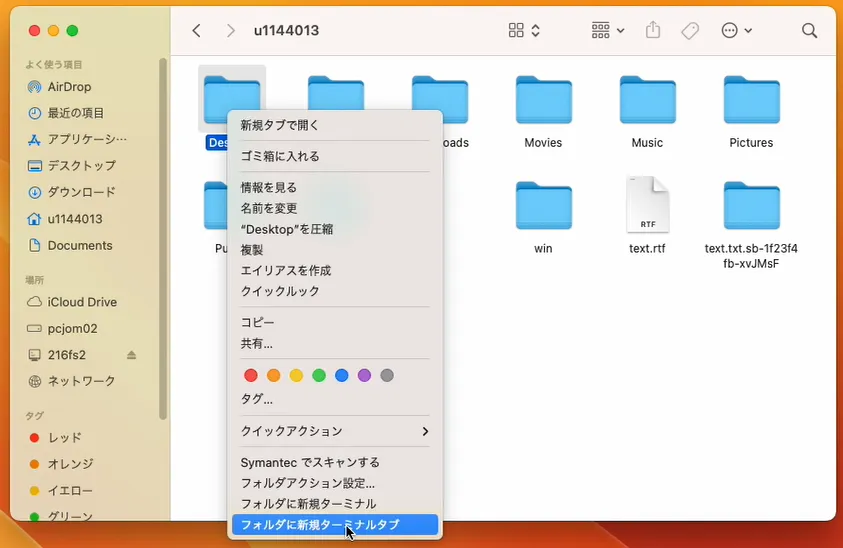 u1144013
よく使う項目
AirDrop
最近の項目
アプリケーシ…
デスクトップ
ダウンロード
u1144013
Documents
場所
iCloud Drive
pcjom02
216fs2
ネットワーク
タグ
レッド
オレンジ
イエロー
グリーン
Des
oads
Movies
Music
Pictures
Pu
win
RTF
text.rtf
text.txt.sb-1f23f4
fb-xvJMsF
新規タブで開く
ゴミ箱に入れる
情報を見る
名前を変更
“Desktop”を圧縮
複製
エイリアスを作成
クイックルック
コピー
共有...
タグ...
クイックアクション
Symantec でスキャンする
フォルダアクション設定...
フォルダに新規ターミナル
フォルダに新規ターミナルタブ